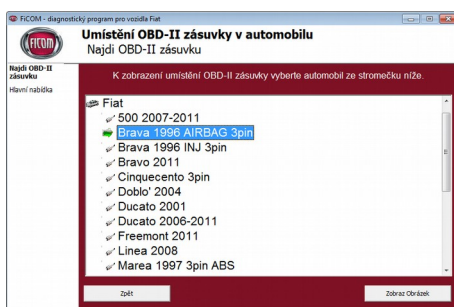 FiCOM - diagnostický program pro vozidla Fiat
FICOM
Umístění OBD-II zásuvky v automobilu
Najdi OBD-II zásuvku
Najdi OBD-II
zásuvku
Hlavní nabídka
K zobrazení umístění OBD-II zásuvky vyberte automobil ze stromečku níže.
Fiat
500 2007-2011
Brava 1996 AIRBAG 3pin
Brava 1996 INJ 3pin
Bravo 2011
Cinquecento 3pin
Doblo' 2004
Ducato 2001
Ducato 2006-2011
Freemont 2011
Linea 2008
Marea 1997 3pin ABS
Zpět
Zobraz Obrázek